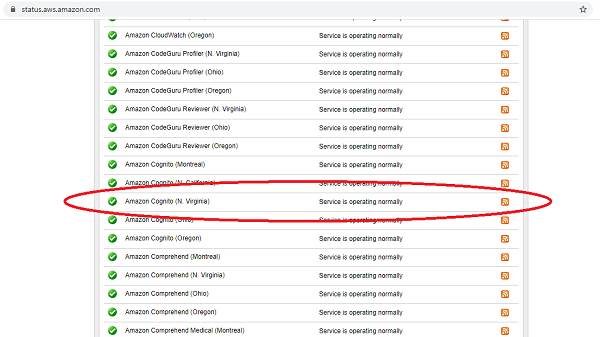 status.aws.amazon.com
Amazon CloudWatch (Oregon) Service is operating normally
Amazon CodeGuru Profiler (N. Virginia) Service is operating normally
Amazon CodeGuru Profiler (Ohio) Service is operating normally
Amazon CodeGuru Profiler (Oregon) Service is operating normally
Amazon CodeGuru Reviewer (N. Virginia) Service is operating normally
Amazon CodeGuru Reviewer (Ohio) Service is operating normally
Amazon CodeGuru Reviewer (Oregon) Service is operating normally
Amazon Cognito (Montreal) Service is operating normally
Amazon Cognito (N. California) Service is operating normally
Amazon Cognito (N. Virginia) Service is operating normally
Amazon Cognito (Ohio) Service is operating normally
Amazon Cognito (Oregon) Service is operating normally
Amazon Comprehend (Montreal) Service is operating normally
Amazon Comprehend (N. Virginia) Service is operating normally
Amazon Comprehend (Ohio) Service is operating normally
Amazon Comprehend (Oregon) Service is operating normally
Amazon Comprehend Medical (Montreal) Service is operating normally